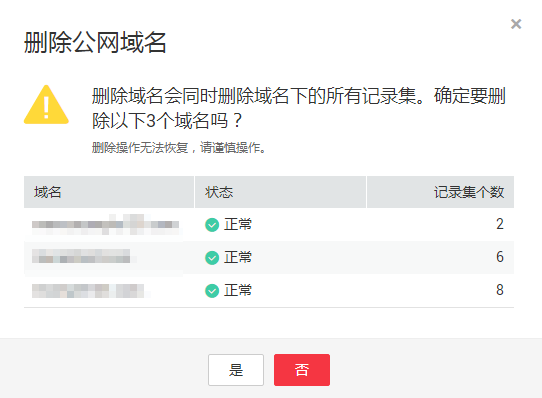 删除公网域名
删除域名会同时删除域名下的所有记录集。确定要删
除以下3个域名吗？
删除操作无法恢复，请谨慎操作。
域名 状态 记录集个数
正常 2
正常 6
正常 8
是 否